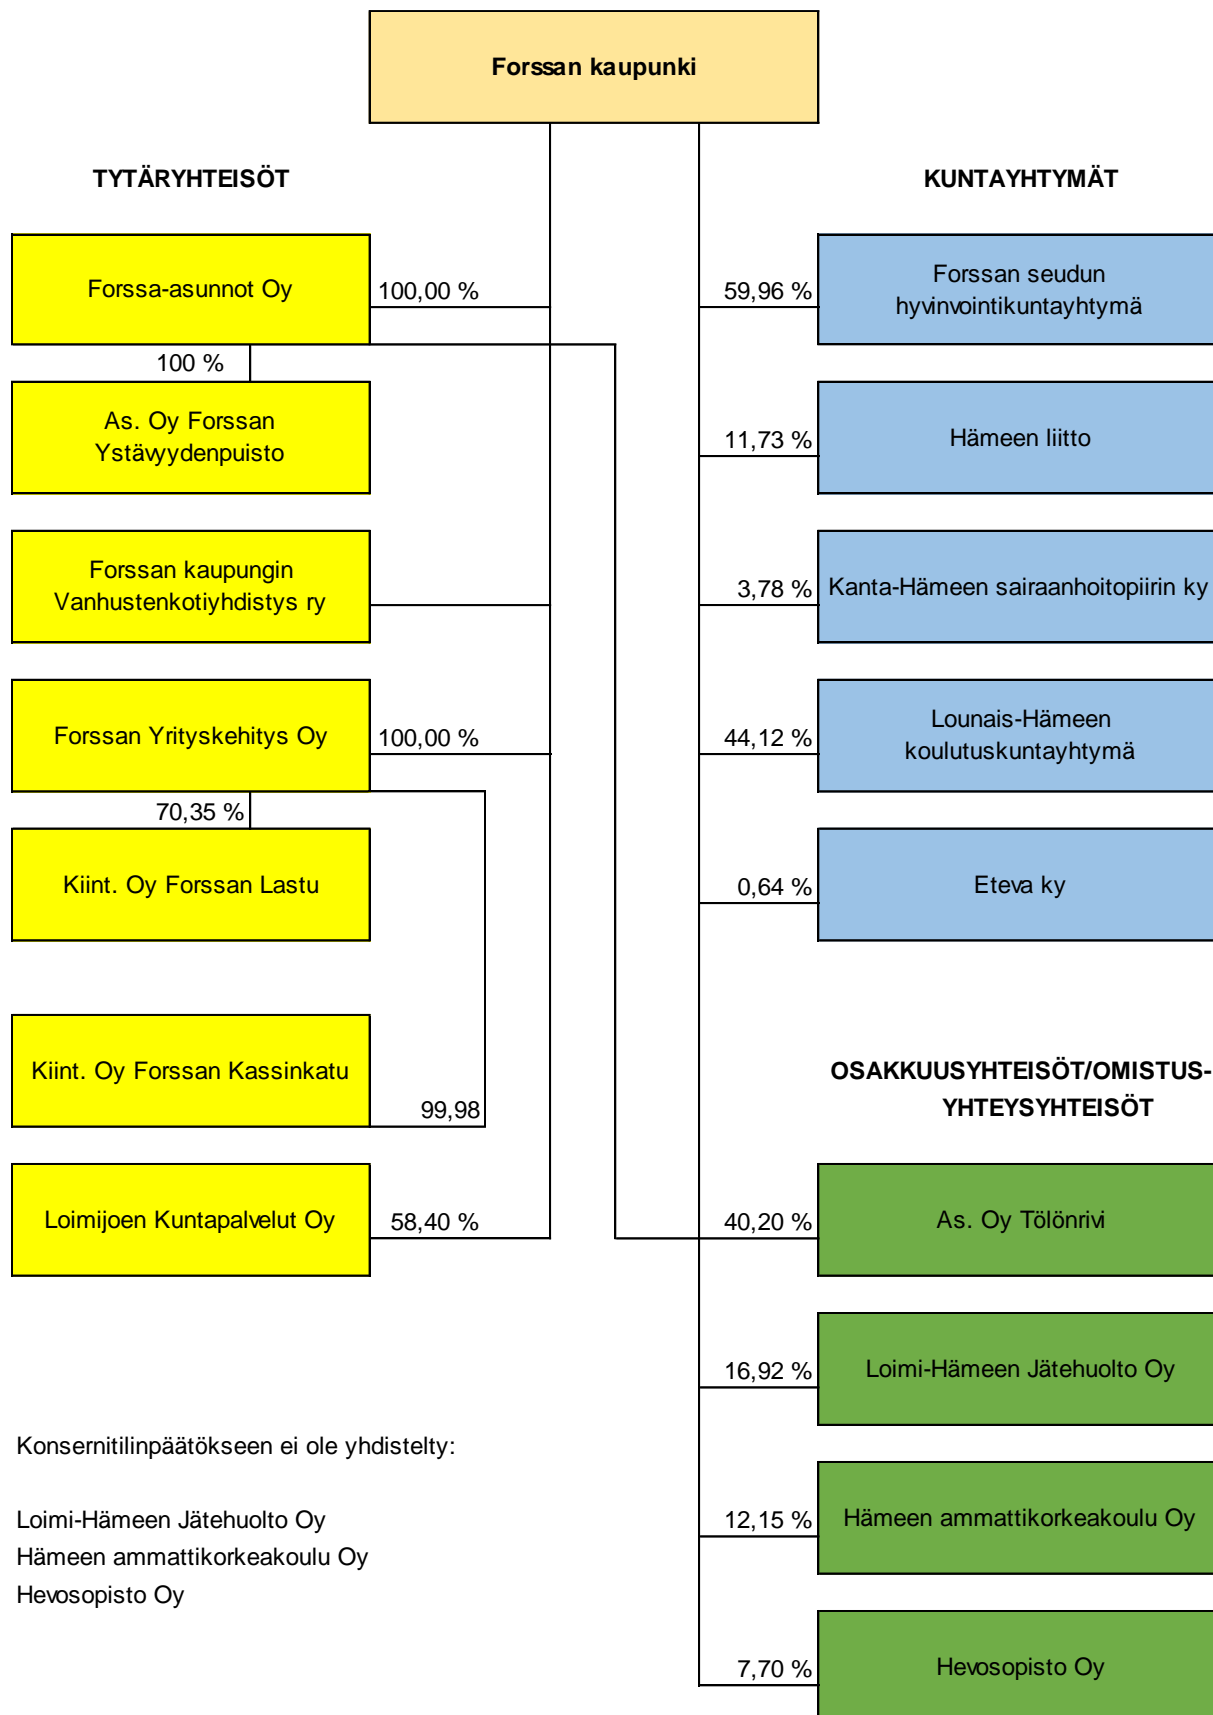 Forssan kaupunki
TYTÄRYHTEISÖT
Forssa-asunnot Oy
100,00 %
100 %
As. Oy Forssan
Ystävyydenpuisto
Forssan kaupungin
Vanhustenkotiyhdistys ry
Forssan Yrityskehitys Oy
100,00 %
70,35 %
Kiint. Oy Forssan Lastu
Kiint. Oy Forssan Kassinkatu
99,98
Loimijoen Kuntapalvelut Oy
58,40 %
KUNTAYHTYMÄT
59,96 %
Forssan seudun
hyvinvointikuntayhtymä
11,73 %
Hämeen liitto
3,78 %
Kanta-Hämeen sairaanhoitopiirin ky
44,12 %
Lounais-Hämeen
koulutuskuntayhtymä
0,64 %
Eteva ky
OSAKKUUSYHTEISÖT/OMISTUS-
YHTEYSYHTEISÖT
40,20 %
As. Oy Tölönrivi
16,92 %
Loimi-Hämeen Jätehuolto Oy
12,15 %
Hämeen ammattikorkeakoulu Oy
7,70 %
Hevosopisto Oy
Konsernitilinpäätökseen ei ole yhdistelty:
Loimi-Hämeen Jätehuolto Oy
Hämeen ammattikorkeakoulu Oy
Hevosopisto Oy